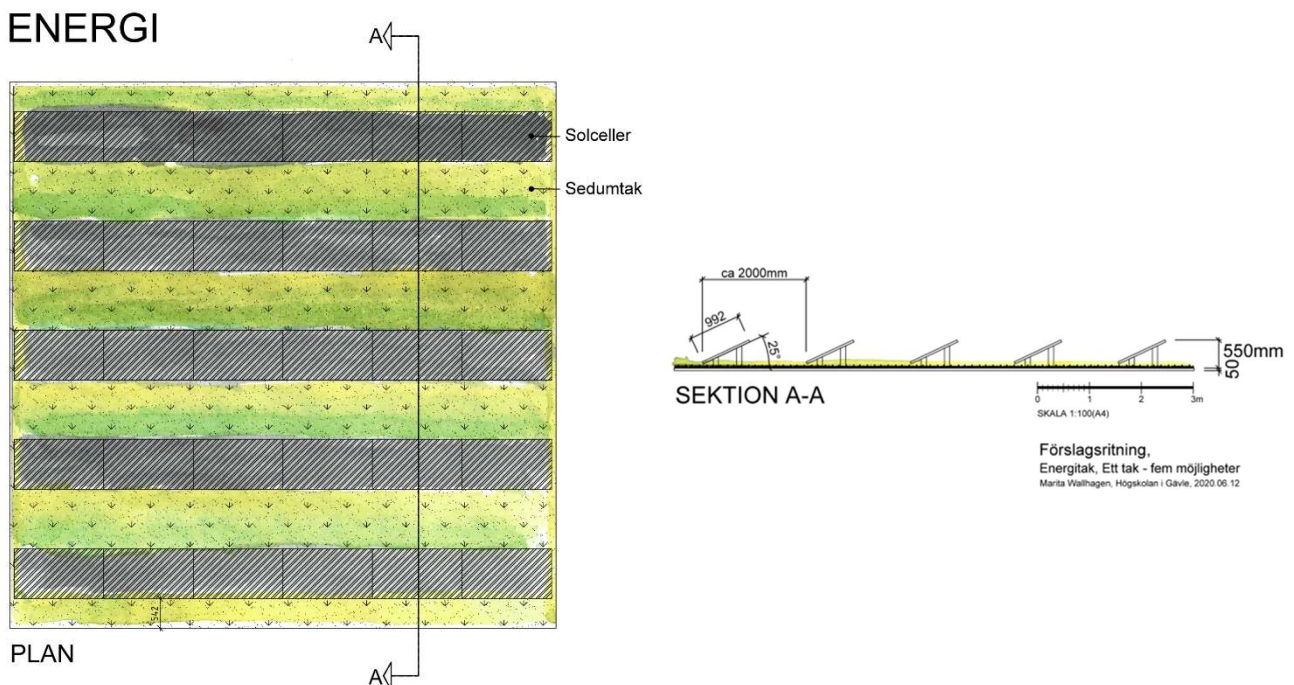 ENERGI
A
Solceller
Sedumtak
542
PLAN
A
ca 2000mm
992
25°
550mm
50
SEKTION A-A
0 1 2 3m
SKALA 1:100(A4)
Förslagsritning,
Energitak, Ett tak - fem möjligheter
Marita Wallhagen, Högskolan i Gävle, 2020.06.12